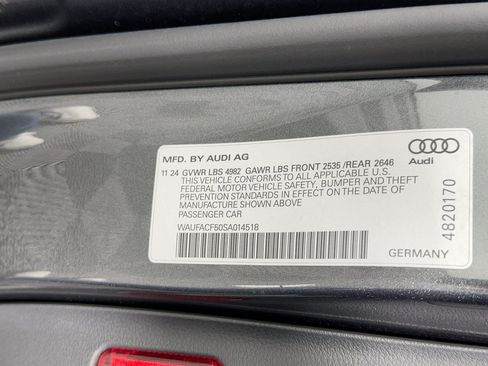 MFD. BY AUDI AG
11 24 GVWR LBS 4982 GAWR LBS FRONT 2535 /REAR 2646
THIS VEHICLE CONFORMS TO ALL APPLICABLE U.S.
FEDERAL MOTOR VEHICLE SAFETY, BUMPER AND THEFT
PREVENTION STANDARDS IN EFFECT ON THE DATE OF
MANUFACTURE SHOWN ABOVE
PASSENGER CAR
WAUFACF50SA014518
GERMANY
Audi
4820170